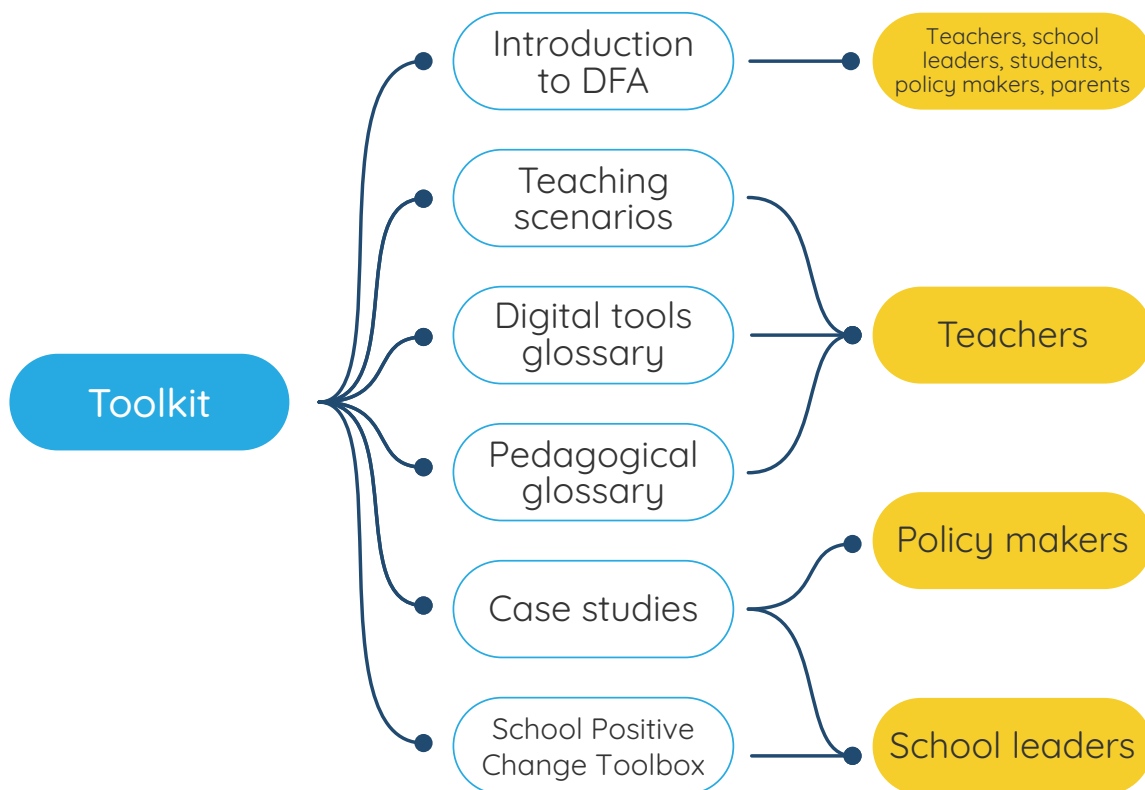 Introduction
to DFA
Teachers, school
leaders, students,
policy makers, parents
Teaching
scenarios
Digital tools
glossary
Teachers
Toolkit
Pedagogical
glossary
Policy makers
Case studies
School Positive
Change Toolbox
School leaders